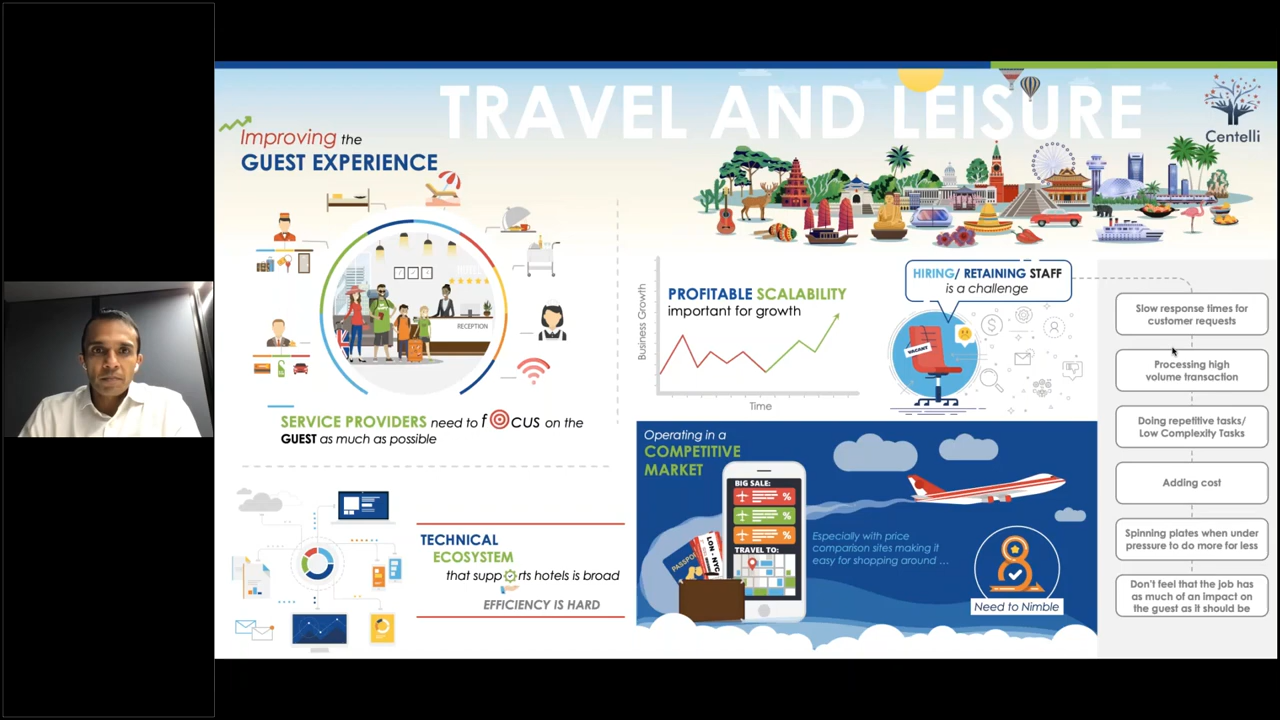 TRAVEL AND LEISURE
Centelli
Improving the
GUEST EXPERIENCE
RECEPTION
SERVICE PROVIDERS need to fOCUS on the
GUEST as much as possible
TECHNICAL
ECOSYSTEM
that supports hotels is broad
EFFICIENCY IS HARD
Business Growth
PROFITABLE SCALABILITY
important for growth
Time
HIRING/ RETAINING STAFF
is a challenge
VACANT
Operating in a
COMPETITIVE
MARKET
BIG SALE:
%
%
%
TRAVEL TO:
PASSPORT
LON - NYC
Especially with price
comparison sites making it
easy for shopping around ...
Need to Nimble
Slow response times for
customer requests
Processing high
volume transaction
Doing repetitive tasks/
Low Complexity Tasks
Adding cost
Spinning plates when under
pressure to do more for less
Don't feel that the job has
as much of an impact on
the guest as it should be